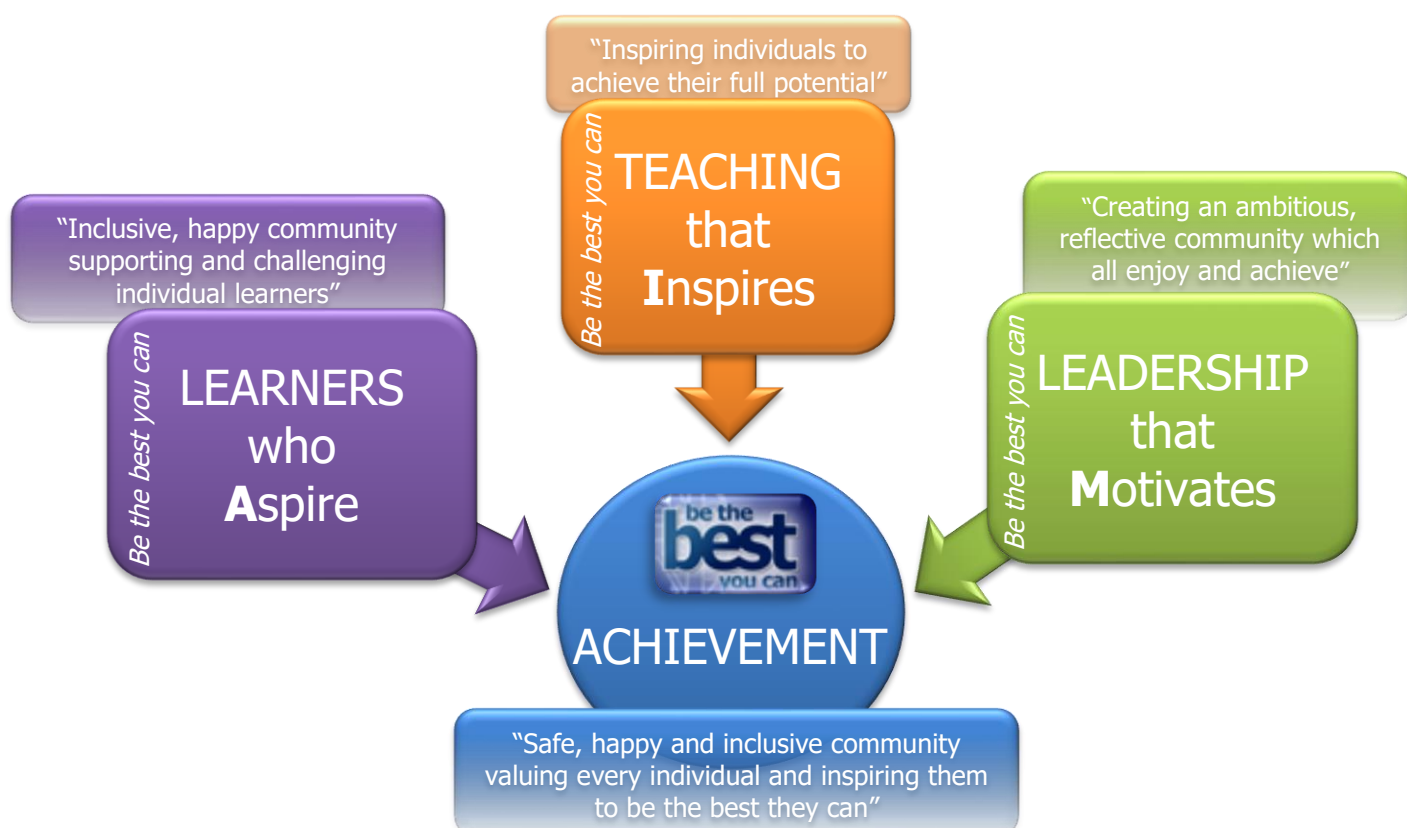 “Inspiring individuals to
achieve their full potential”
Be the best you can
TEACHING
that
Inspires
“Inclusive, happy community
supporting and challenging
individual learners”
Be the best you can
LEARNERS
who
Aspire
“Creating an ambitious,
reflective community which
all enjoy and achieve”
Be the best you can
LEADERSHIP
that
Motivates
be the
best
you can
ACHIEVEMENT
“Safe, happy and inclusive community
valuing every individual and inspiring them
to be the best they can”